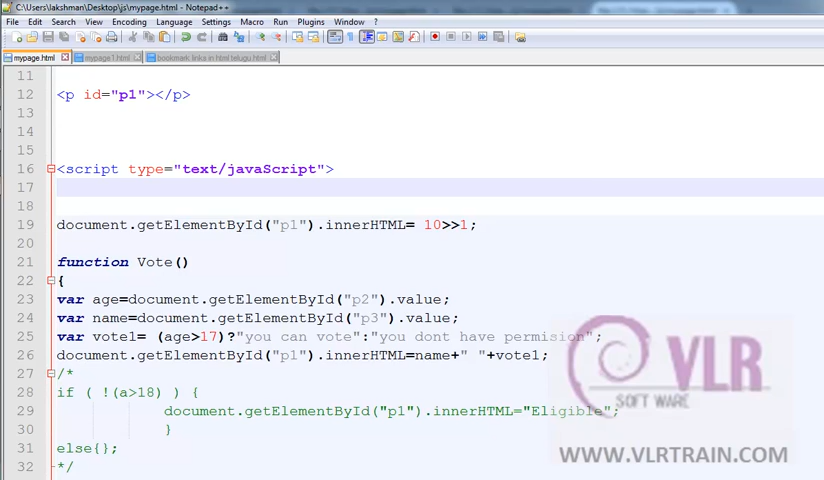 C:\Users\lakshman\Desktop\js\mypage.html - Notepad++
File Edit Search View Encoding Language Settings Macro Run Plugins Window ?
mypage.html mypage1.html bookmark links in html telugu.html
11
12 <p id="p1"></p>
13
14
15
16 <script type="text/javaScript">
17
18
19 document.getElementById("p1").innerHTML= 10>>1;
20
21 function Vote()
22 {
23 var age=document.getElementById("p2").value;
24 var name=document.getElementById("p3").value;
25 var vote1= (age>17)?"you can vote":"you dont have permision";
26 document.getElementById("p1").innerHTML=name+" "+vote1;
27 /*
28 if ( !(a>18) ) {
29 document.getElementById("p1").innerHTML="Eligible";
30 }
31 else{};
32 */
VLR
SOFT WARE
WWW.VLRTRAIN.COM